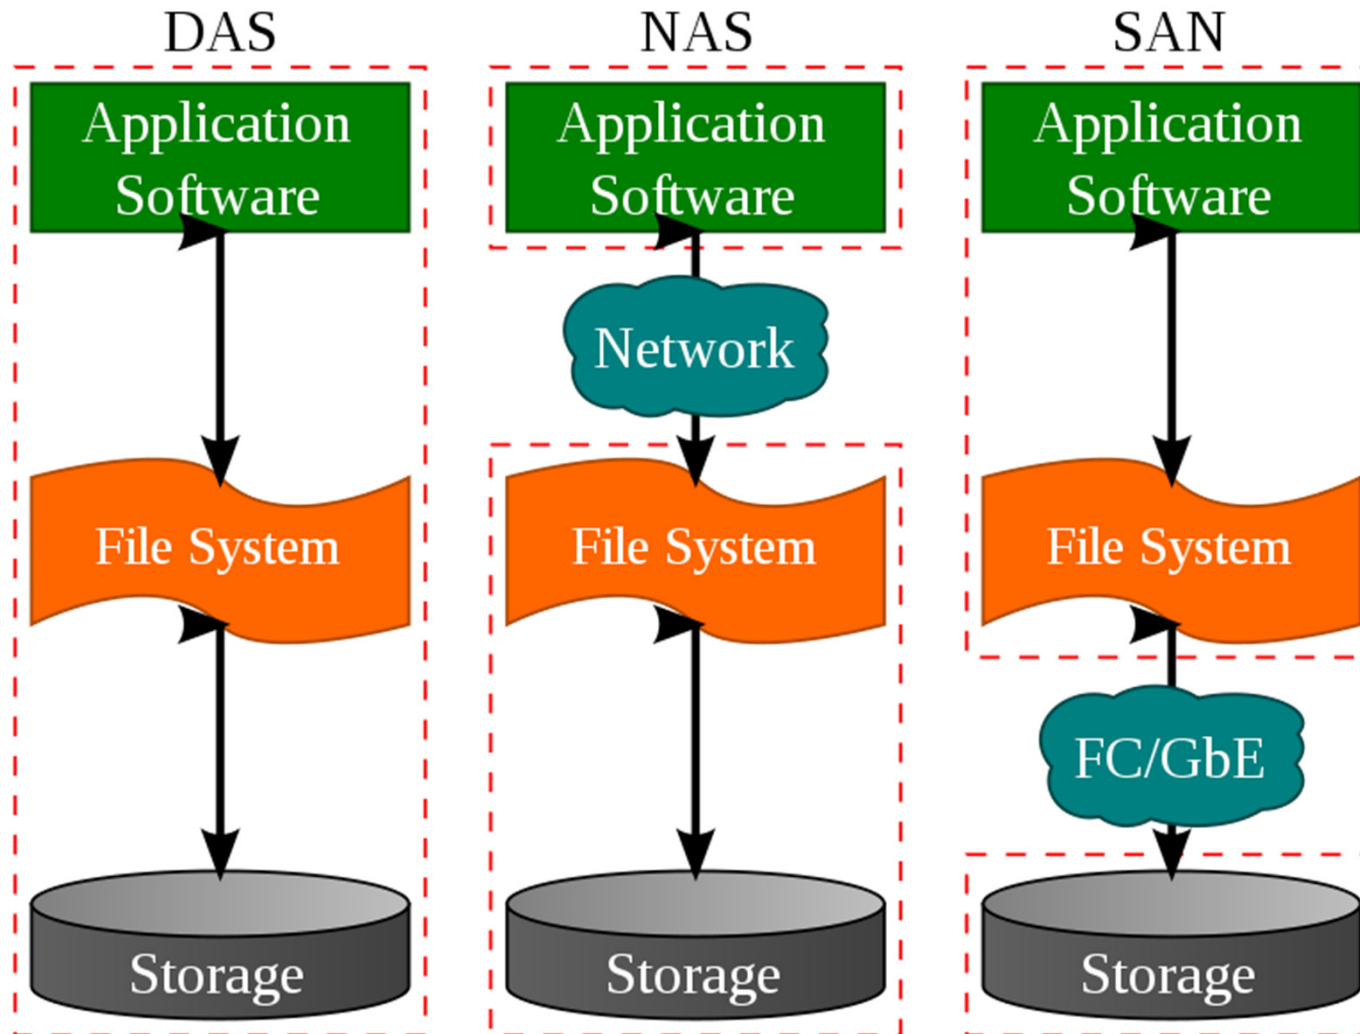 DAS
Application
Software
File System
Storage
NAS
Application
Software
Network
File System
Storage
SAN
Application
Software
File System
FC/GbE
Storage